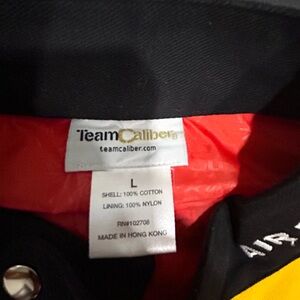 TeamCaliber
teamcaliber.com
L
SHELL: 100% COTTON
LINING: 100% NYLON
RN#102708
MADE IN HONG KONG
AIR